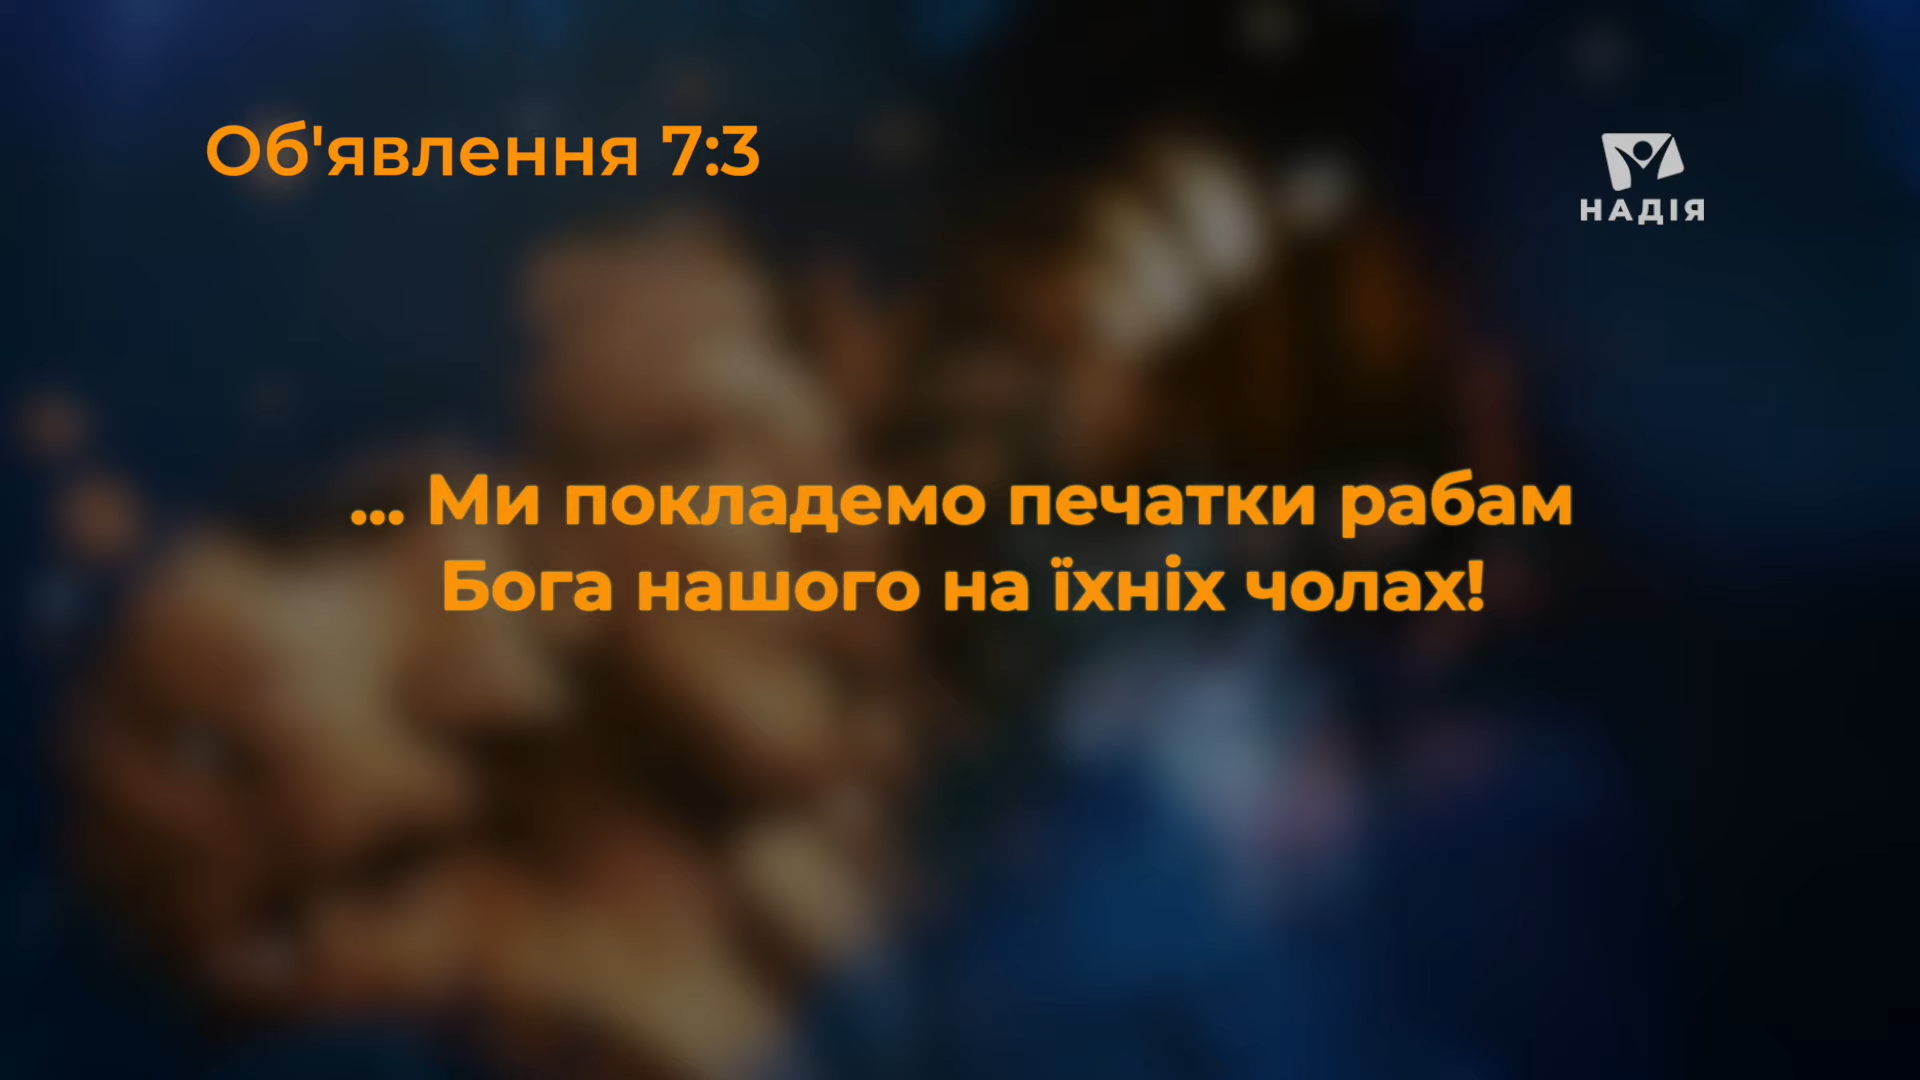 Об'явлення 7:3
НАДІЯ
... Ми покладемо печатки рабам
Бога нашого на їхніх чолах!